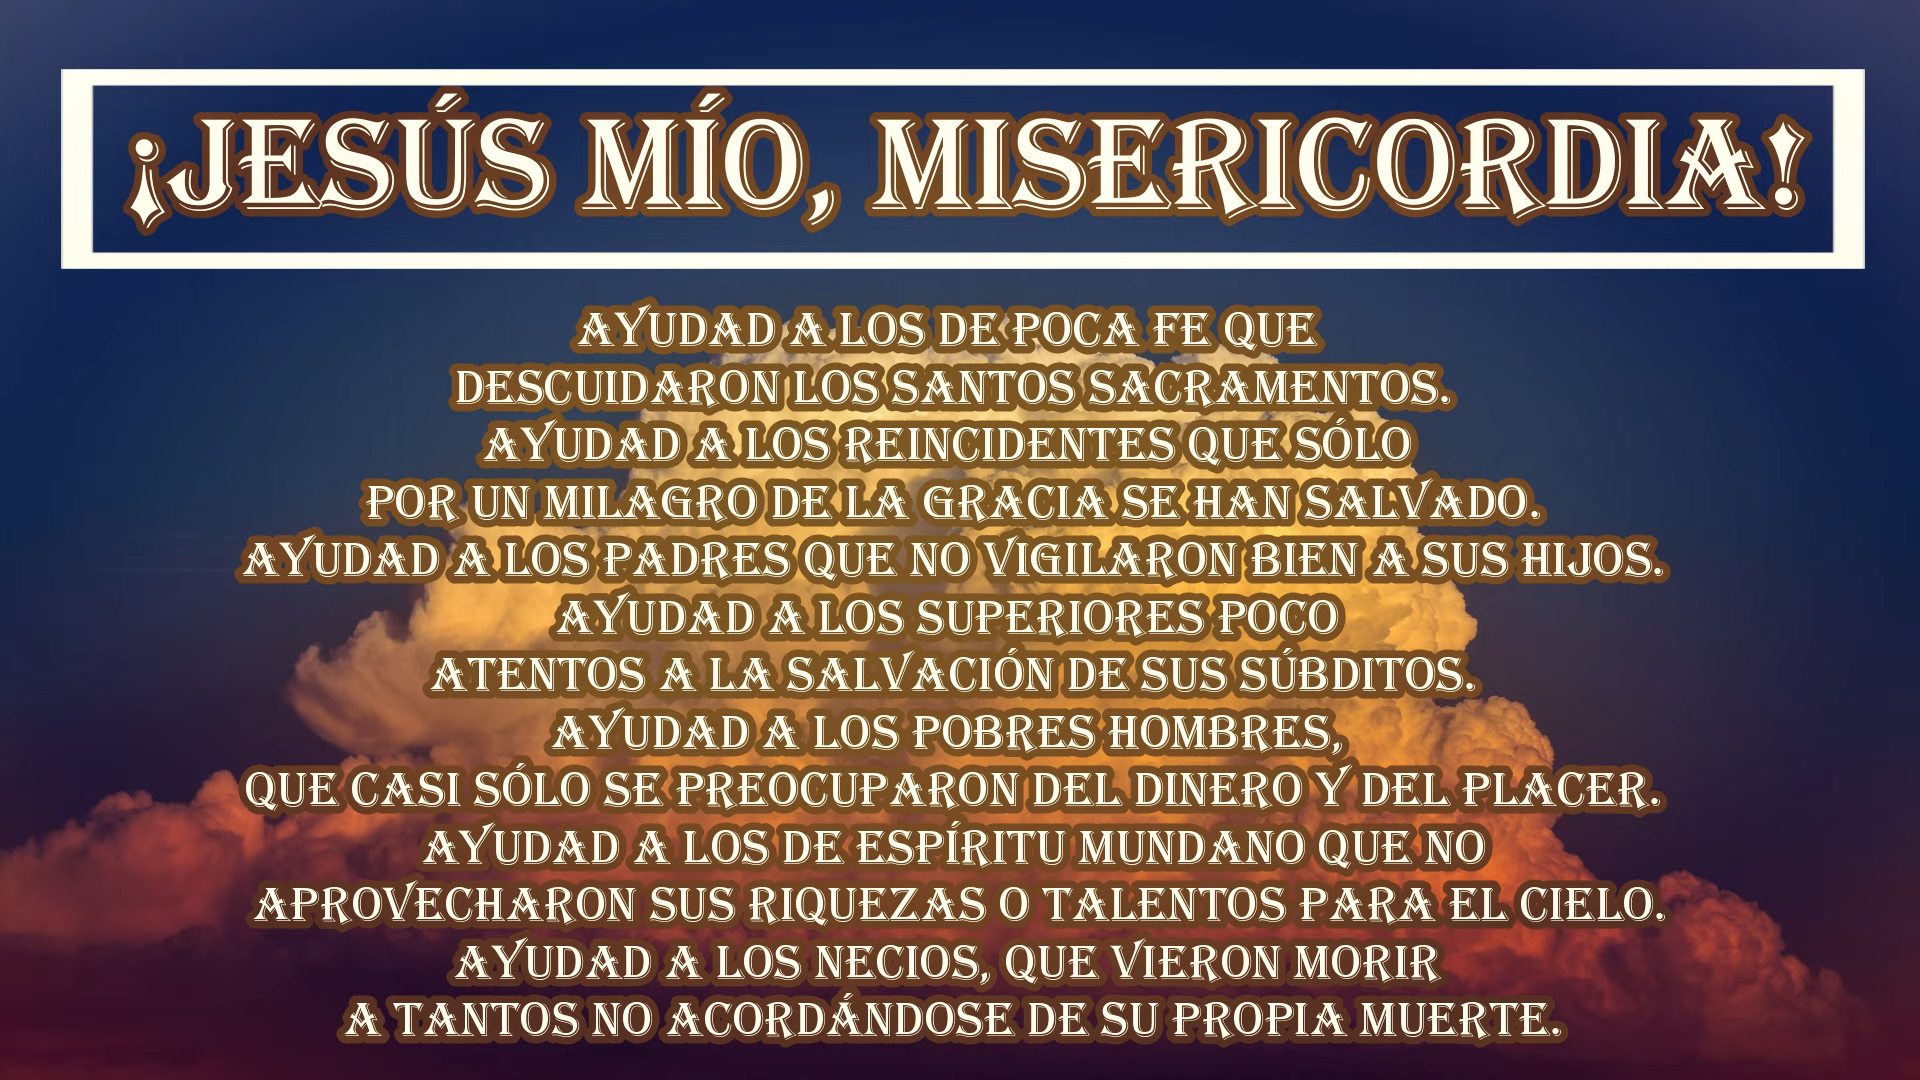 ¡JESÚS MÍO, MISERICORDIA!
AYUDAD A LOS DE POCA FE QUE
DESCUIDARON LOS SANTOS SACRAMENTOS.
AYUDAD A LOS REINCIDENTES QUE SÓLO
POR UN MILAGRO DE LA GRACIA SE HAN SALVADO.
AYUDAD A LOS PADRES QUE NO VIGILARON BIEN A SUS HIJOS.
AYUDAD A LOS SUPERIORES POCO
ATENTOS A LA SALVACIÓN DE SUS SÚBDITOS.
AYUDAD A LOS POBRES HOMBRES,
QUE CASI SÓLO SE PREOCUPARON DEL DINERO Y DEL PLACER.
AYUDAD A LOS DE ESPÍRITU MUNDANO QUE NO
APROVECHARON SUS RIQUEZAS O TALENTOS PARA EL CIELO.
AYUDAD A LOS NECIOS, QUE VIERON MORIR
A TANTOS NO ACORDÁNDOSE DE SU PROPIA MUERTE.